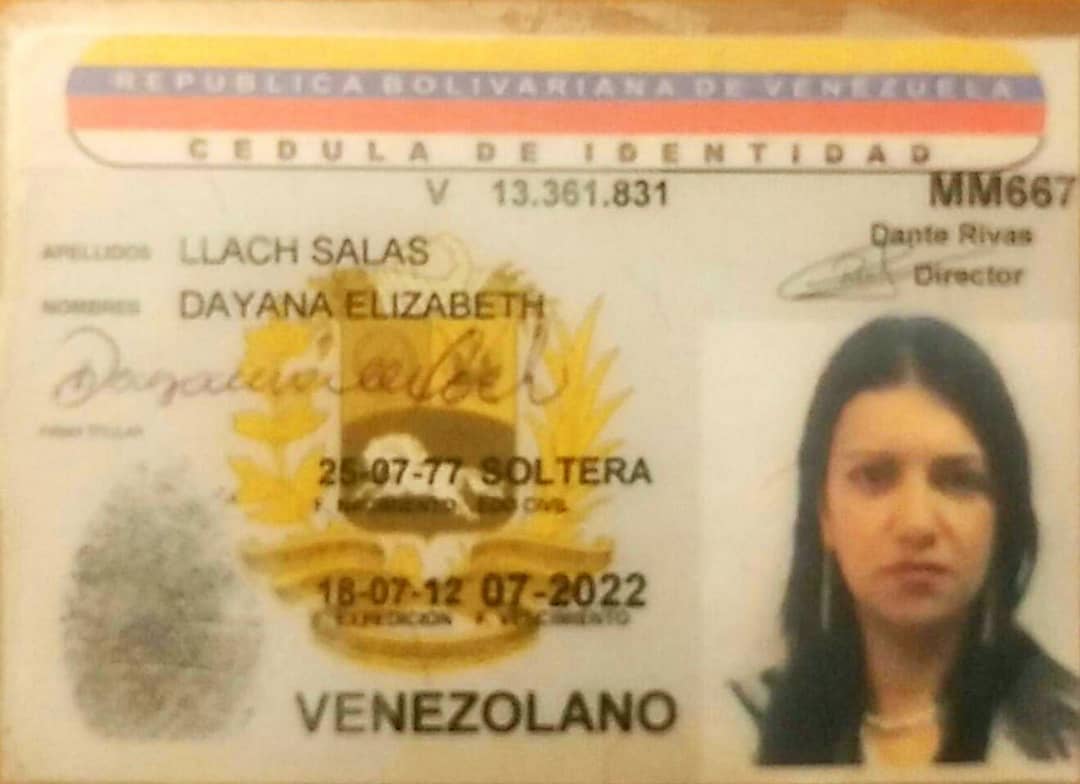 REPUBLICA BOLIVARIANA DE VENEZUELA
CEDULA DE IDENTIDAD
V 13.361.831 MM667
Dante Rivas
Director
APELLIDOS LLACH SALAS
NOMBRES DAYANA ELIZABETH
FIRMA TITULAR
25-07-77 SOLTERA
F. NACIMIENTO EDO CIVIL
18-07-12 07-2022
F. EXPEDICION F. VENCIMIENTO
VENEZOLANO